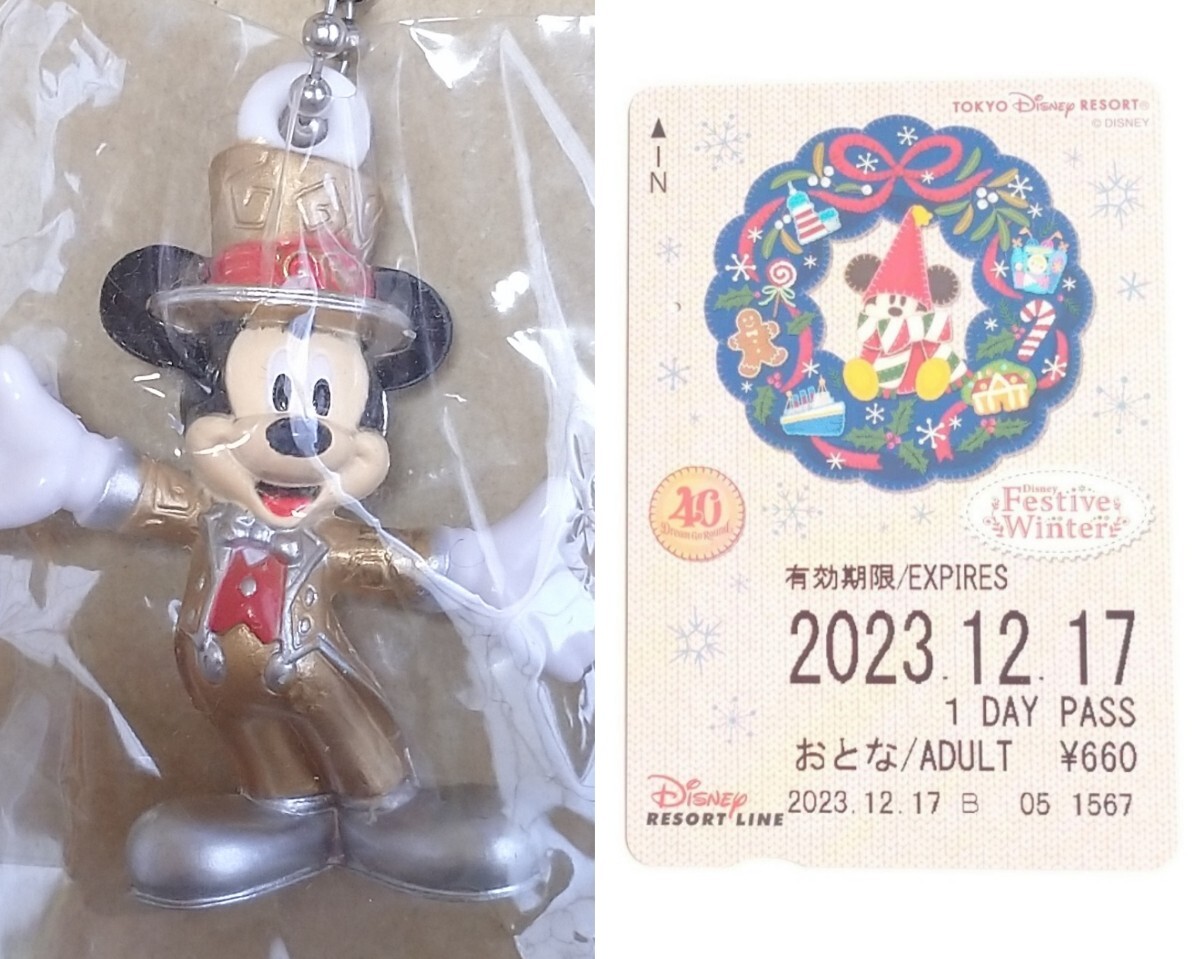 TOKYO Disney RESORT®
© DISNEY
▲IN
40
Dream-Go-Round
Disney
Festive
Winter
有効期限/EXPIRES
2023.12.17
1 DAY PASS
おとな/ADULT ¥660
Disney
RESORT LINE
2023.12.17 B 05 1567